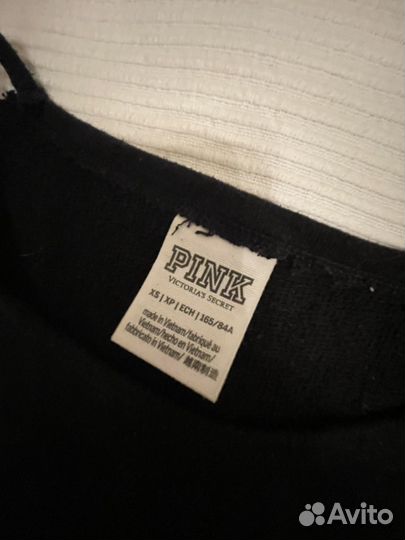 PINK
VICTORIA'S SECRET
XS | XP | ECH | 165/84A
made in Vietnam/fabriqué au
Vietnam/hecho en Vietnam/
fabbricato in Vietnam/ 越南制造
Avito